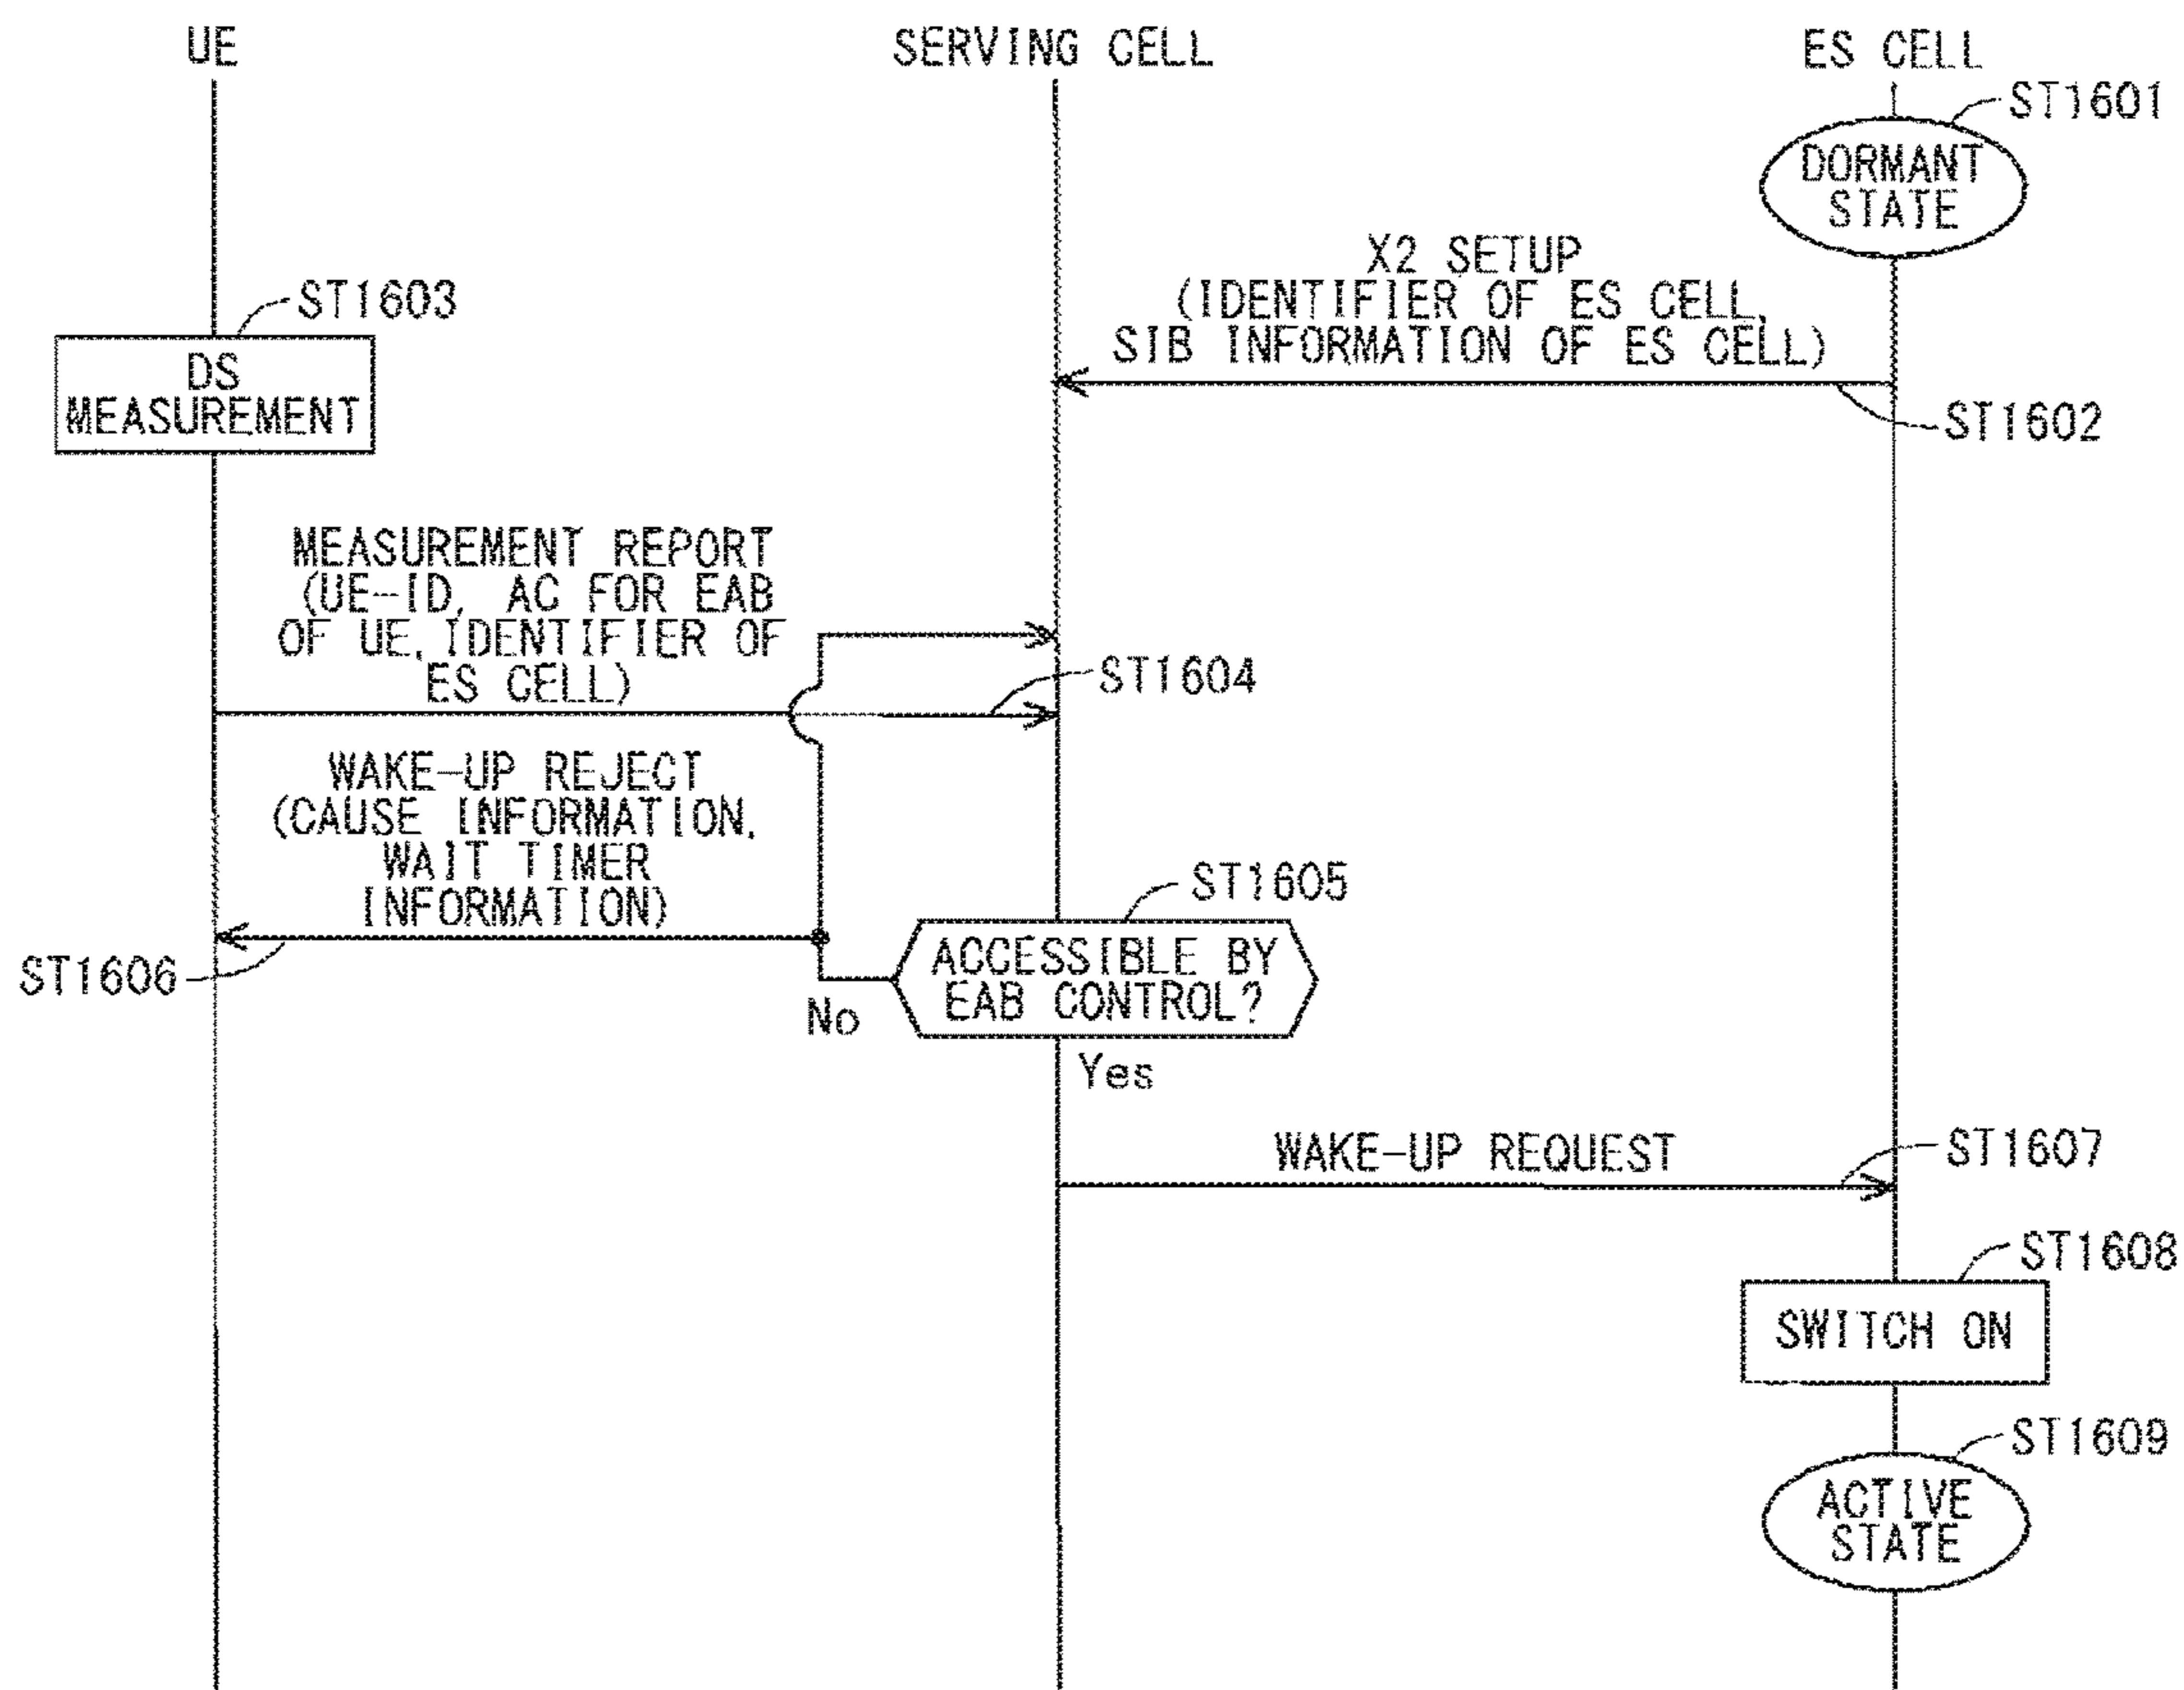 UE
SERVING CELL
ES CELL
ST1601
DORMANT
STATE
X2 SETUP
(IDENTIFIER OF ES CELL,
SIB INFORMATION OF ES CELL)
ST1602
ST1603
DS
MEASUREMENT
MEASUREMENT REPORT
(UE-ID, AC FOR EAB
OF UE, IDENTIFIER OF
ES CELL)
ST1604
WAKE-UP REJECT
(CAUSE INFORMATION,
WAIT TIMER
INFORMATION)
ST1605
ACCESSIBLE BY
EAB CONTROL?
ST1606
No
Yes
WAKE-UP REQUEST
ST1607
ST1608
SWITCH ON
ST1609
ACTIVE
STATE